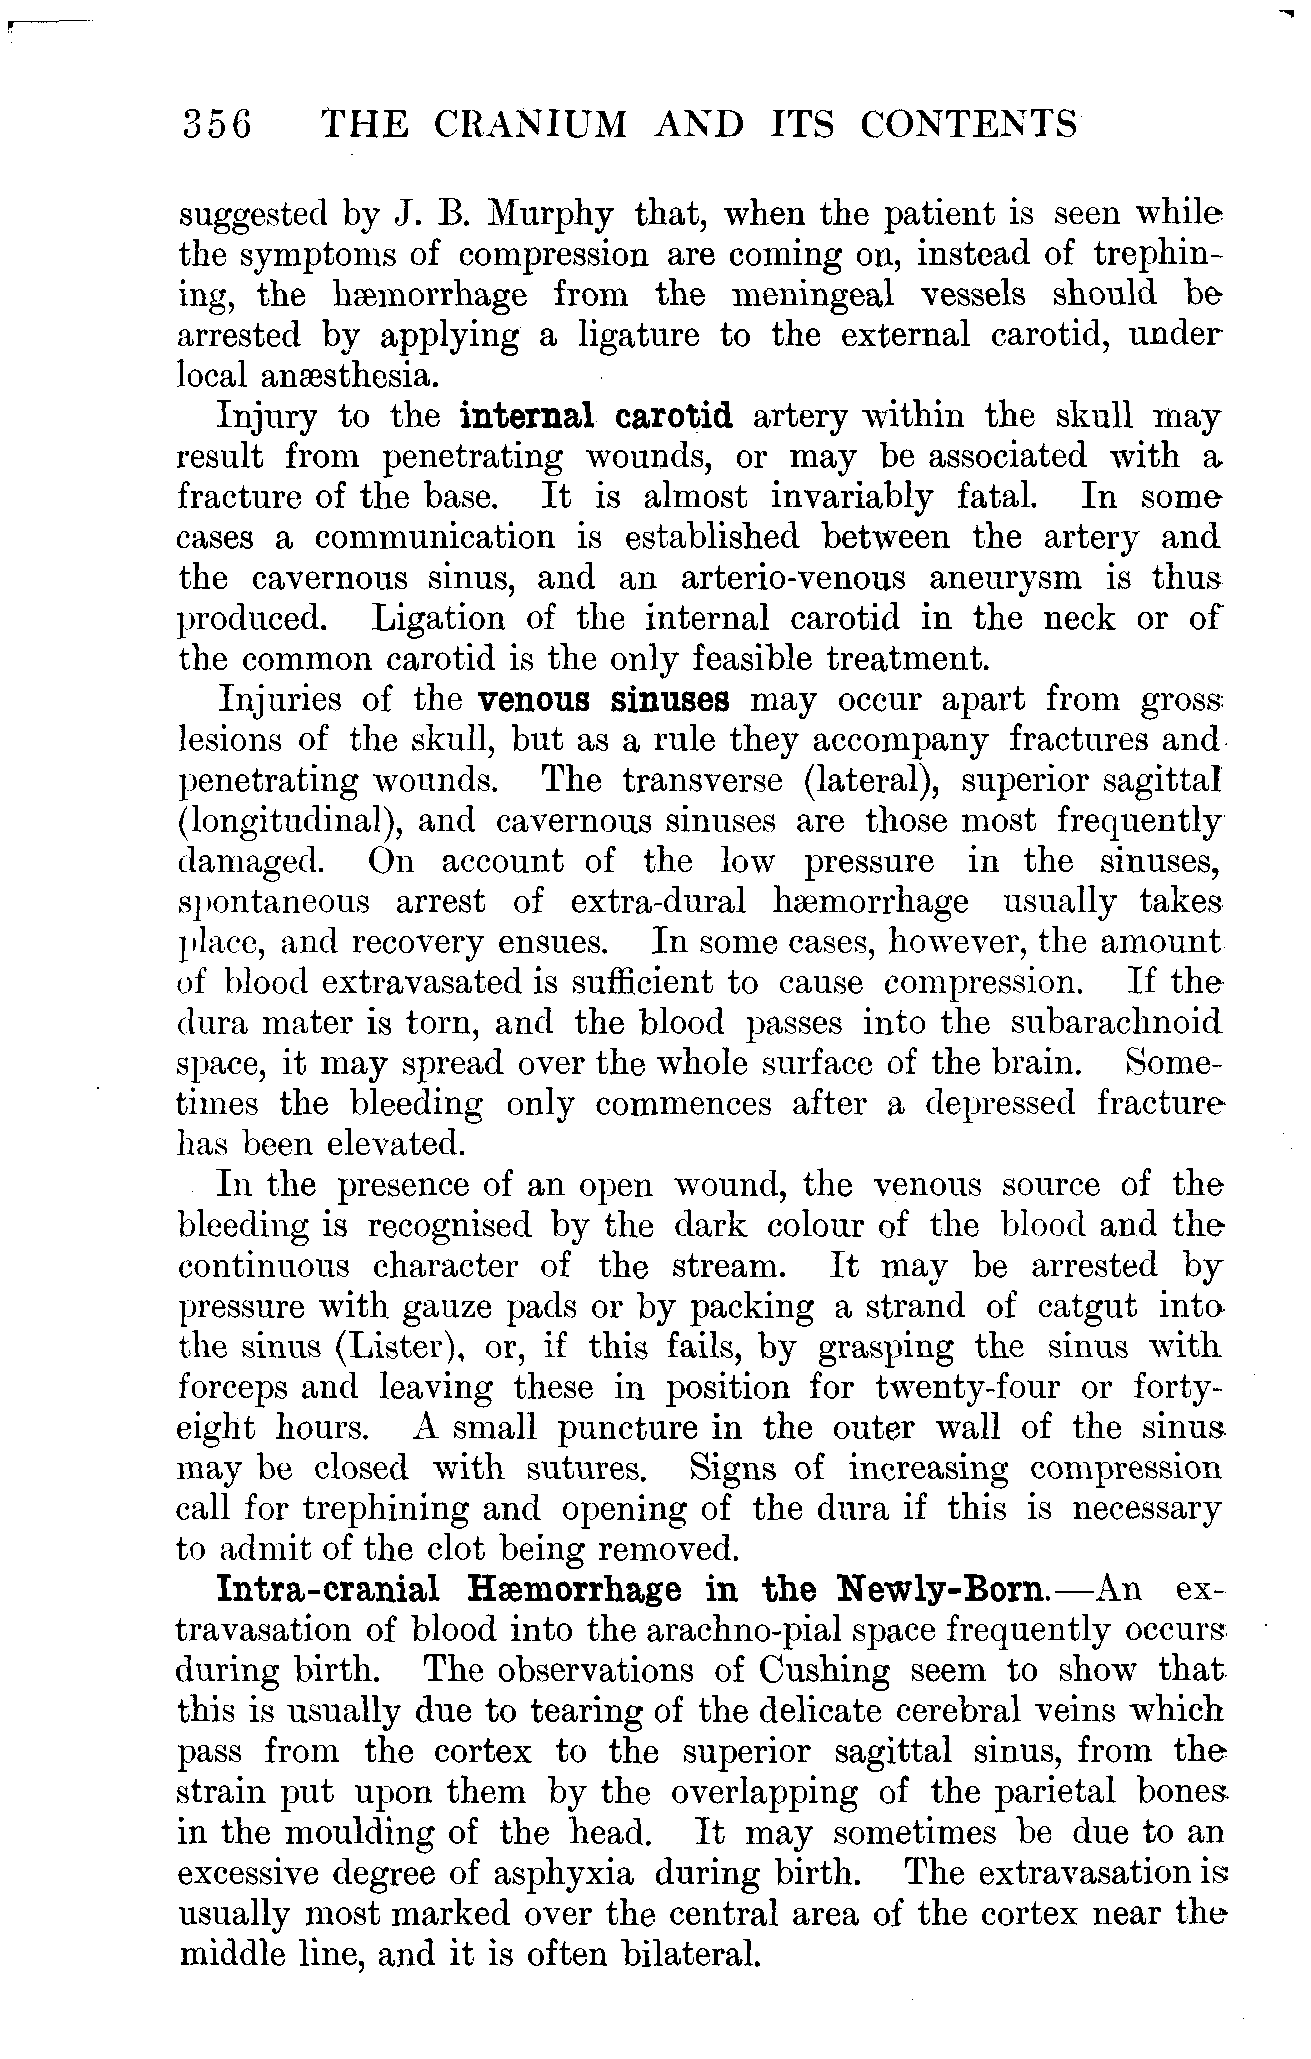 356 THE CRANIUM AND ITS CONTENTS
suggested by J. B. Murphy that, when the patient is seen while
the symptoms of compression are coming on, instead of trephin-
ing, the hæmorrhage from the meningeal vessels should be
arrested by applying a ligature to the external carotid, under
local anæsthesia.
Injury to the internal carotid artery within the skull may
result from penetrating wounds, or may be associated with a
fracture of the base. It is almost invariably fatal. In some
cases a communication is established between the artery and
the cavernous sinus, and an arterio-venous aneurysm is thus
produced. Ligation of the internal carotid in the neck or of
the common carotid is the only feasible treatment.
Injuries of the venous sinuses may occur apart from gross
lesions of the skull, but as a rule they accompany fractures and
penetrating wounds. The transverse (lateral), superior sagittal
(longitudinal), and cavernous sinuses are those most frequently
damaged. On account of the low pressure in the sinuses,
spontaneous arrest of extra-dural hæmorrhage usually takes
place, and recovery ensues. In some cases, however, the amount
of blood extravasated is sufficient to cause compression. If the
dura mater is torn, and the blood passes into the subarachnoid
space, it may spread over the whole surface of the brain. Some-
times the bleeding only commences after a depressed fracture
has been elevated.
In the presence of an open wound, the venous source of the
bleeding is recognised by the dark colour of the blood and the
continuous character of the stream. It may be arrested by
pressure with gauze pads or by packing a strand of catgut into
the sinus (Lister), or, if this fails, by grasping the sinus with
forceps and leaving these in position for twenty-four or forty-
eight hours. A small puncture in the outer wall of the sinus
may be closed with sutures. Signs of increasing compression
call for trephining and opening of the dura if this is necessary
to admit of the clot being removed.
Intra-cranial Hæmorrhage in the Newly-Born.—An ex-
travasation of blood into the arachno-pial space frequently occurs
during birth. The observations of Cushing seem to show that
this is usually due to tearing of the delicate cerebral veins which
pass from the cortex to the superior sagittal sinus, from the
strain put upon them by the overlapping of the parietal bones
in the moulding of the head. It may sometimes be due to an
excessive degree of asphyxia during birth. The extravasation is
usually most marked over the central area of the cortex near the
middle line, and it is often bilateral.